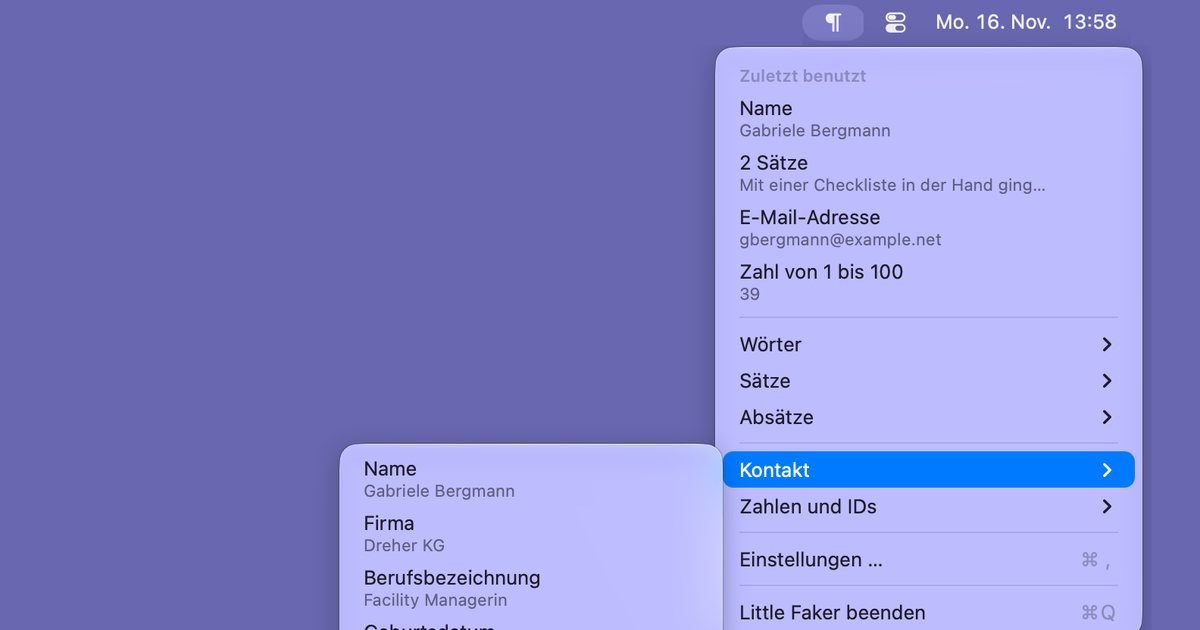 ¶ Mo. 16. Nov. 13:58
Zuletzt benutzt
Name
Gabriele Bergmann
2 Sätze
Mit einer Checkliste in der Hand ging…
E-Mail-Adresse
gbergmann@example.net
Zahl von 1 bis 100
39
Wörter
Sätze
Absätze
Kontakt
Zahlen und IDs
Einstellungen … ⌘ ,
Little Faker beenden ⌘Q
Name
Gabriele Bergmann
Firma
Dreher KG
Berufsbezeichnung
Facility Managerin
Geburtsdatum